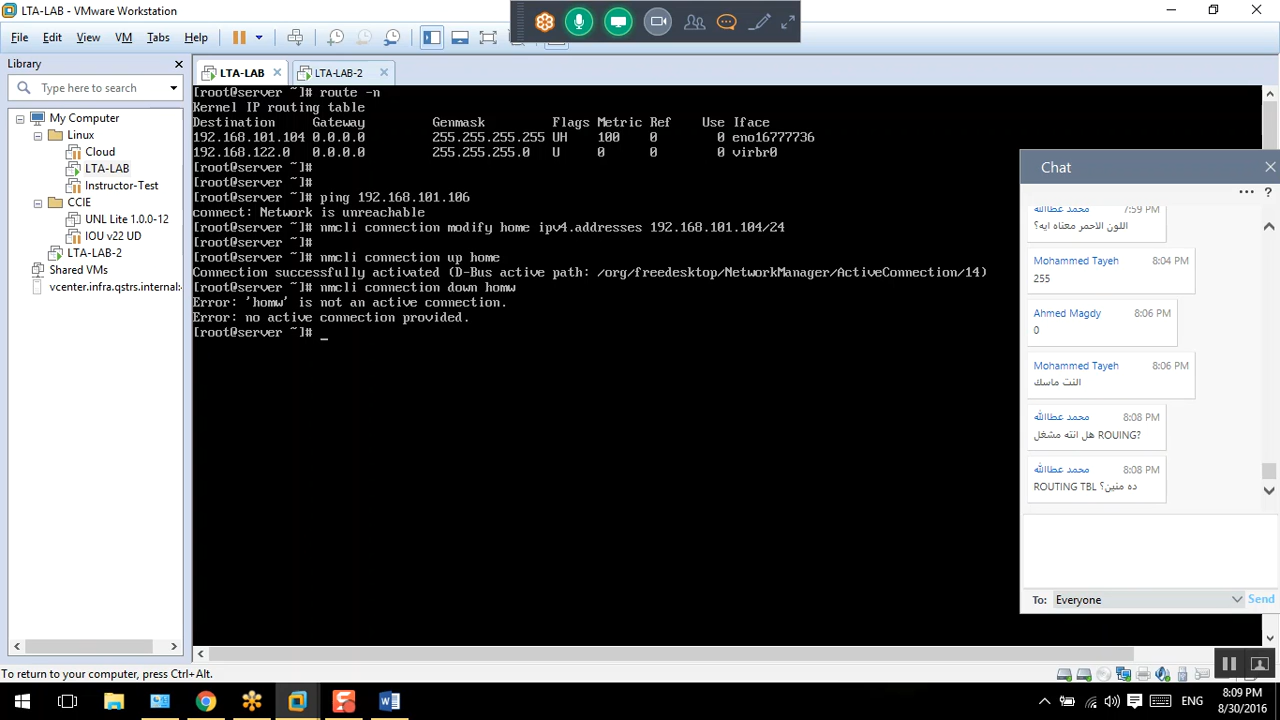 LTA-LAB - VMware Workstation
File Edit View VM Tabs Help
Library
Type here to search
My Computer
Linux
Cloud
LTA-LAB
Instructor-Test
CCIE
UNL Lite 1.0.0-12
IOU v22 UD
LTA-LAB-2
Shared VMs
vcenter.infra.qstrs.internal:
LTA-LAB
LTA-LAB-2
[root@server ~]# route -n
Kernel IP routing table
Destination Gateway Genmask Flags Metric Ref Use Iface
192.168.101.104 0.0.0.0 255.255.255.255 UH 100 0 0 eno16777736
192.168.122.0 0.0.0.0 255.255.255.0 U 0 0 0 virbr0
[root@server ~]#
[root@server ~]#
[root@server ~]# ping 192.168.101.106
connect: Network is unreachable
[root@server ~]# nmcli connection modify home ipv4.addresses 192.168.101.104/24
[root@server ~]#
[root@server ~]# nmcli connection up home
Connection successfully activated (D-Bus active path: /org/freedesktop/NetworkManager/ActiveConnection/14)
[root@server ~]# nmcli connection down homw
Error: 'homw' is not an active connection.
Error: no active connection provided.
[root@server ~]# _
Chat
... ?
محمد عطاالله 7:59 PM
اللون الاحمر معناه ايه؟
Mohammed Tayeh 8:04 PM
255
Ahmed Magdy 8:06 PM
0
Mohammed Tayeh 8:06 PM
النت ماسك
محمد عطاالله 8:08 PM
هل انته مشغل ROUING?
محمد عطاالله 8:08 PM
ROUTING TBL ده منين؟
To: Everyone Send
To return to your computer, press Ctrl+Alt.
ENG
8:09 PM
8/30/2016